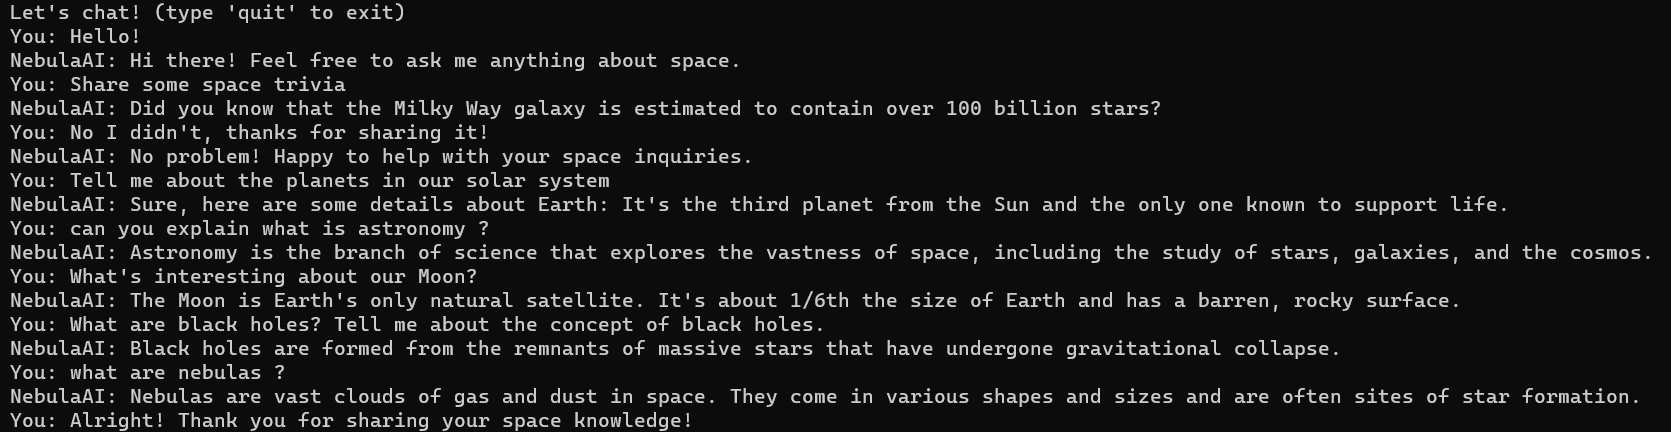 Let's chat! (type 'quit' to exit)
You: Hello!
NebulaAI: Hi there! Feel free to ask me anything about space.
You: Share some space trivia
NebulaAI: Did you know that the Milky Way galaxy is estimated to contain over 100 billion stars?
You: No I didn't, thanks for sharing it!
NebulaAI: No problem! Happy to help with your space inquiries.
You: Tell me about the planets in our solar system
NebulaAI: Sure, here are some details about Earth: It's the third planet from the Sun and the only one known to support life.
You: can you explain what is astronomy ?
NebulaAI: Astronomy is the branch of science that explores the vastness of space, including the study of stars, galaxies, and the cosmos.
You: What's interesting about our Moon?
NebulaAI: The Moon is Earth's only natural satellite. It's about 1/6th the size of Earth and has a barren, rocky surface.
You: What are black holes? Tell me about the concept of black holes.
NebulaAI: Black holes are formed from the remnants of massive stars that have undergone gravitational collapse.
You: what are nebulas ?
NebulaAI: Nebulas are vast clouds of gas and dust in space. They come in various shapes and sizes and are often sites of star formation.
You: Alright! Thank you for sharing your space knowledge!